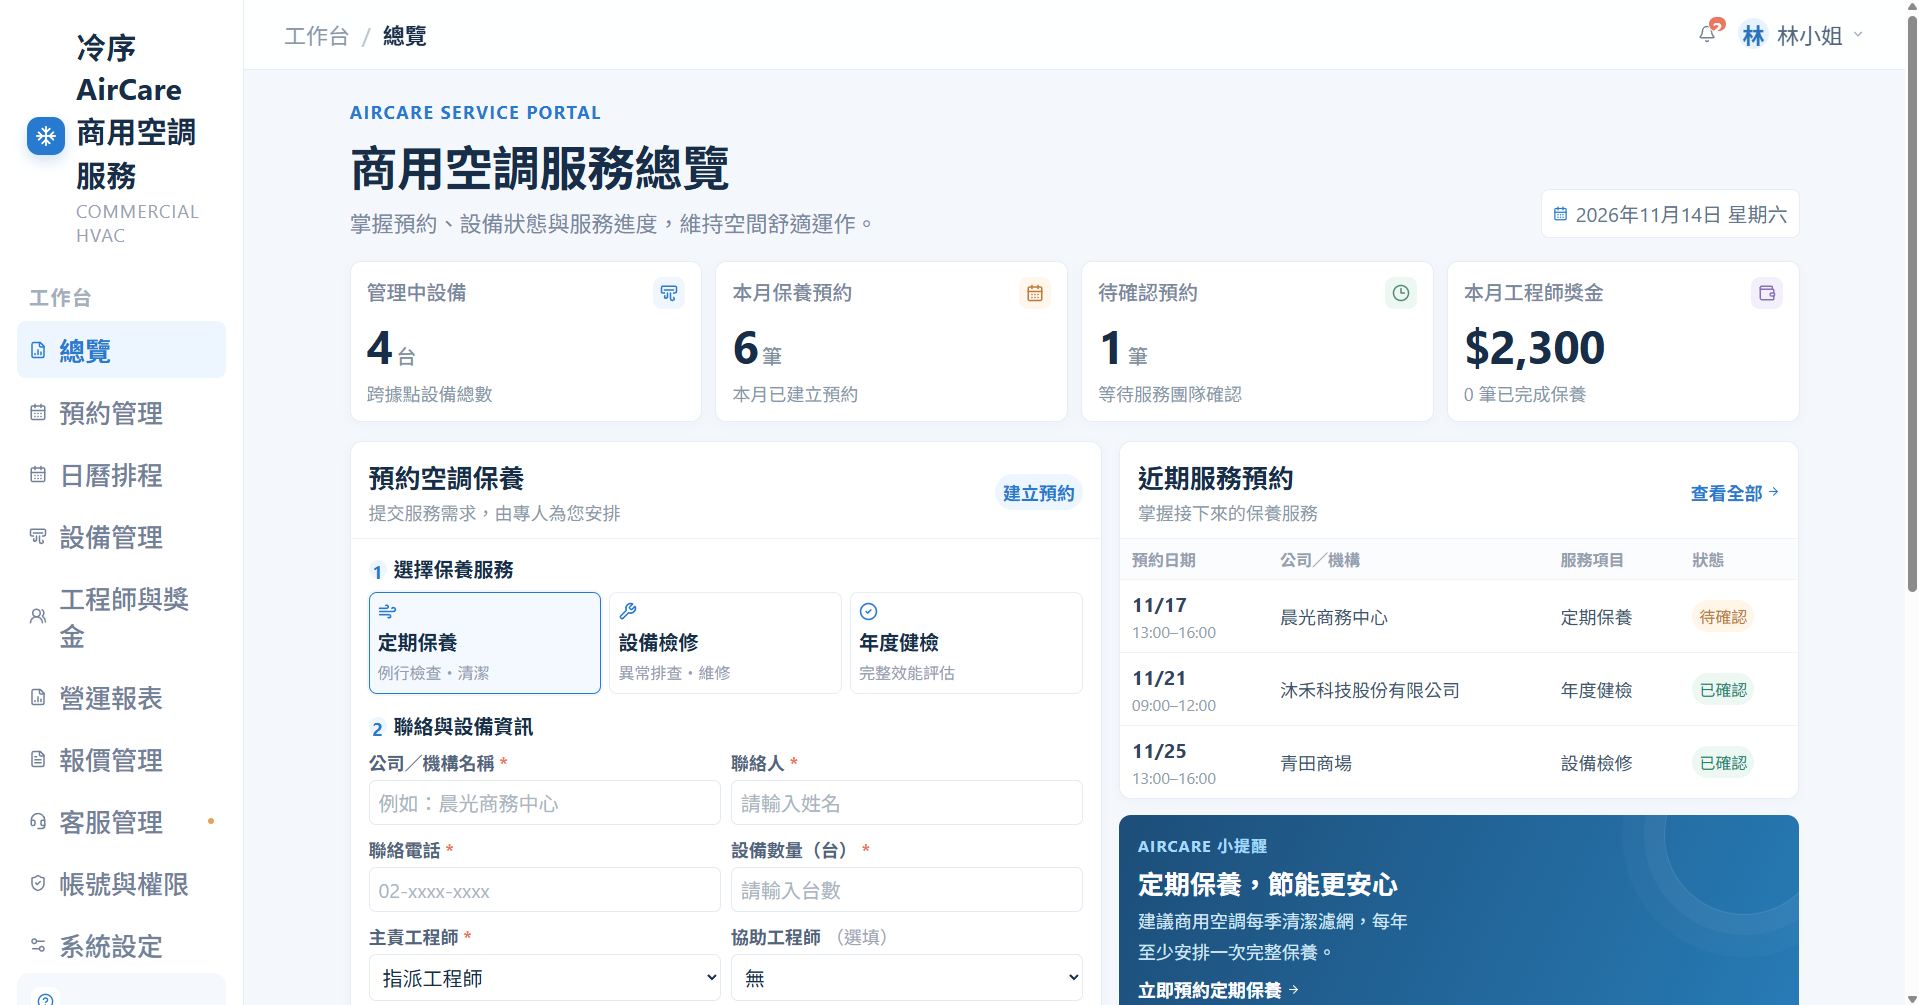 冷序
AirCare
商用空調
服務
COMMERCIAL
HVAC
工作台
總覽
預約管理
日曆排程
設備管理
工程師與獎
金
營運報表
報價管理
客服管理
帳號與權限
系統設定
工作台 / 總覽
2
林 林小姐
AIRCARE SERVICE PORTAL
商用空調服務總覽
掌握預約、設備狀態與服務進度，維持空間舒適運作。
2026年11月14日 星期六
管理中設備
4 台
跨據點設備總數
本月保養預約
6 筆
本月已建立預約
待確認預約
1 筆
等待服務團隊確認
本月工程師獎金
$2,300
0 筆已完成保養
預約空調保養
提交服務需求，由專人為您安排
建立預約
1 選擇保養服務
定期保養
例行檢查・清潔
設備檢修
異常排查・維修
年度健檢
完整效能評估
2 聯絡與設備資訊
公司／機構名稱 *
例如：晨光商務中心
聯絡人 *
請輸入姓名
聯絡電話 *
02-xxxx-xxxx
設備數量（台） *
請輸入台數
主責工程師 *
指派工程師
協助工程師 （選填）
無
近期服務預約
掌握接下來的保養服務
查看全部
預約日期 公司／機構 服務項目 狀態
11/17
13:00–16:00
晨光商務中心 定期保養 待確認
11/21
09:00–12:00
沐禾科技股份有限公司 年度健檢 已確認
11/25
13:00–16:00
青田商場 設備檢修 已確認
AIRCARE 小提醒
定期保養，節能更安心
建議商用空調每季清潔濾網，每年
至少安排一次完整保養。
立即預約定期保養